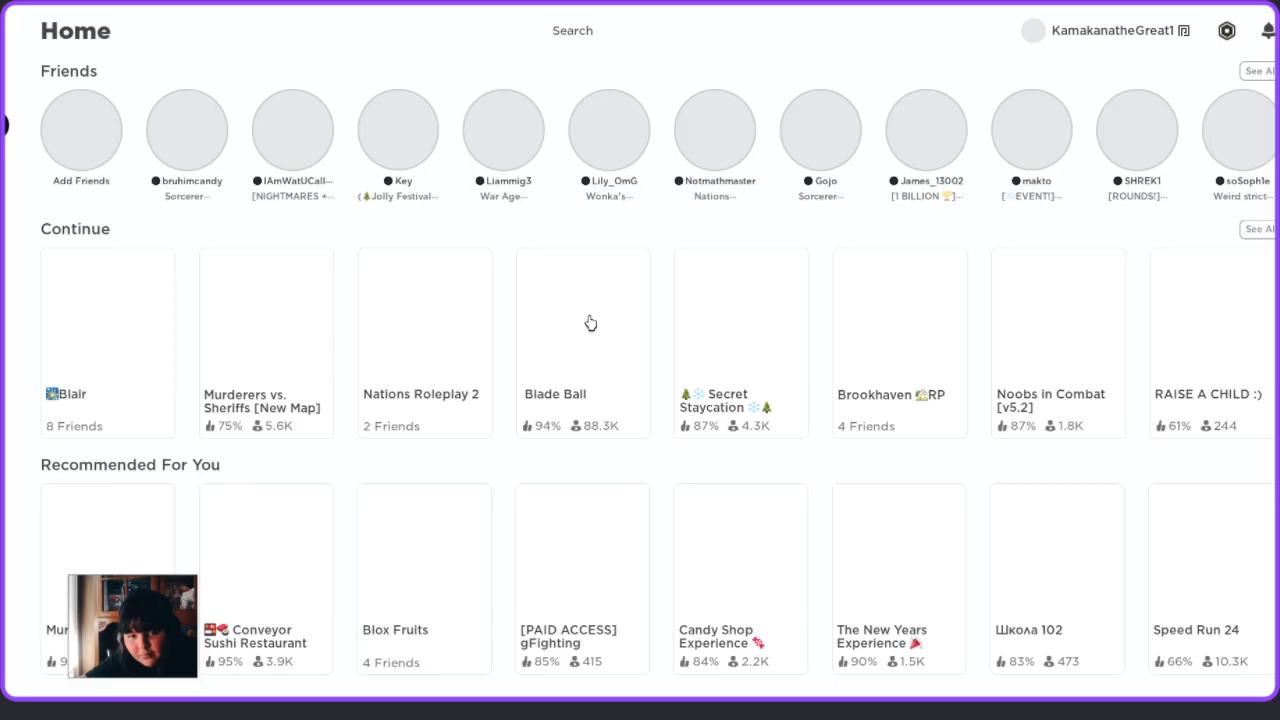 Home
Search
KamakanatheGreat1
Friends
See Al
Add Friends
bruhimcandy
Sorcerer...
IAmWatUCall...
[NIGHTMARES +...
Key
(🎄Jolly Festival...
Liammig3
War Age...
Lily_OmG
Wonka's...
Notmathmaster
Nations...
Gojo
Sorcerer...
James_13002
[1 BILLION 🏆]...
makto
[❄️EVENT!]...
SHREK1
[ROUNDS!]...
soSoph1e
Weird strict...
Continue
See Al
🎆Blair
8 Friends
Murderers vs.
Sheriffs [New Map]
75% 5.6K
Nations Roleplay 2
2 Friends
Blade Ball
94% 88.3K
🎄❄️ Secret
Staycation ❄️🎄
87% 4.3K
Brookhaven 🏡RP
4 Friends
Noobs in Combat
[v5.2]
87% 1.8K
RAISE A CHILD :)
61% 244
Recommended For You
Mur
9
🍱🍣 Conveyor
Sushi Restaurant
95% 3.9K
Blox Fruits
4 Friends
[PAID ACCESS]
gFighting
85% 415
Candy Shop
Experience 🍬
84% 2.2K
The New Years
Experience 🎉
90% 1.5K
Школа 102
83% 473
Speed Run 24
66% 10.3K